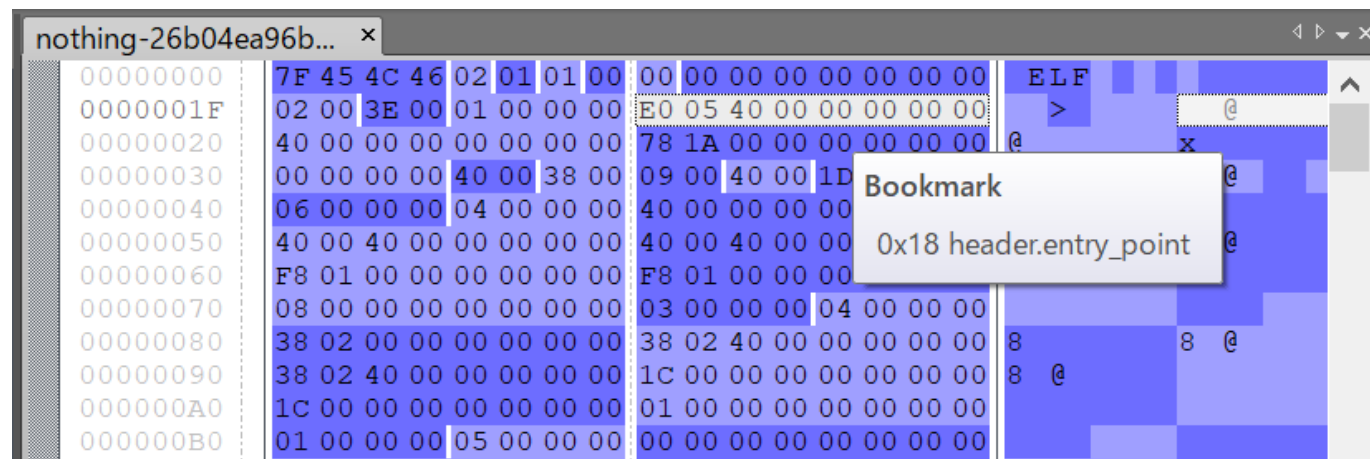 nothing-26b04ea96b... ×
00000000 7F 45 4C 46 02 01 01 00 00 00 00 00 00 00 00 00 ELF
0000001F 02 00 3E 00 01 00 00 00 E0 05 40 00 00 00 00 00 > @
00000020 40 00 00 00 00 00 00 00 78 1A 00 00 00 00 00 00 @ x
00000030 00 00 00 00 40 00 38 00 09 00 40 00 1D @
00000040 06 00 00 00 04 00 00 00 40 00 00 00 00
00000050 40 00 40 00 00 00 00 00 40 00 40 00 00 @
00000060 F8 01 00 00 00 00 00 00 F8 01 00 00 00
00000070 08 00 00 00 00 00 00 00 03 00 00 00 04 00 00 00
00000080 38 02 00 00 00 00 00 00 38 02 40 00 00 00 00 00 8 8 @
00000090 38 02 40 00 00 00 00 00 1C 00 00 00 00 00 00 00 8 @
000000A0 1C 00 00 00 00 00 00 00 01 00 00 00 00 00 00 00
000000B0 01 00 00 00 05 00 00 00 00 00 00 00 00 00 00 00
Bookmark
0x18 header.entry_point